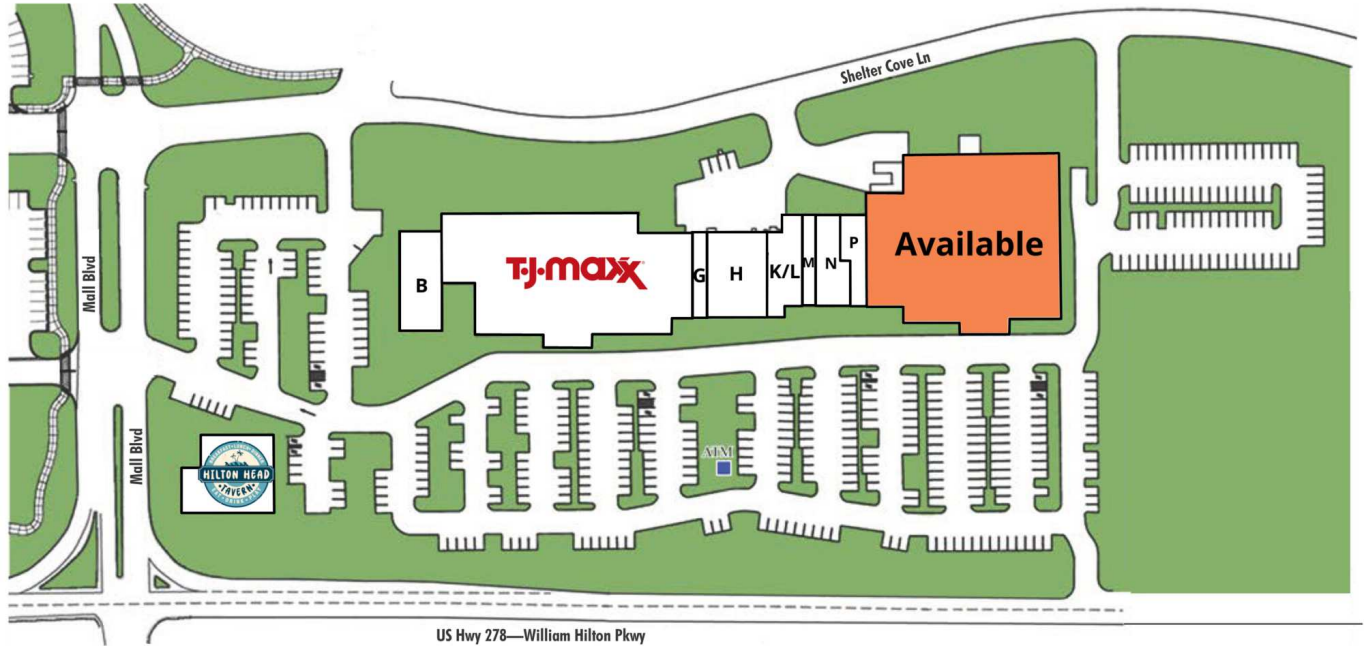 Shelter Cove Ln
Mall Blvd
B
T·J·maxx
G
H
K/L
M
N
P
Available
Mall Blvd
HILTON HEAD
TAVERN
ATM
US Hwy 278—William Hilton Pkwy